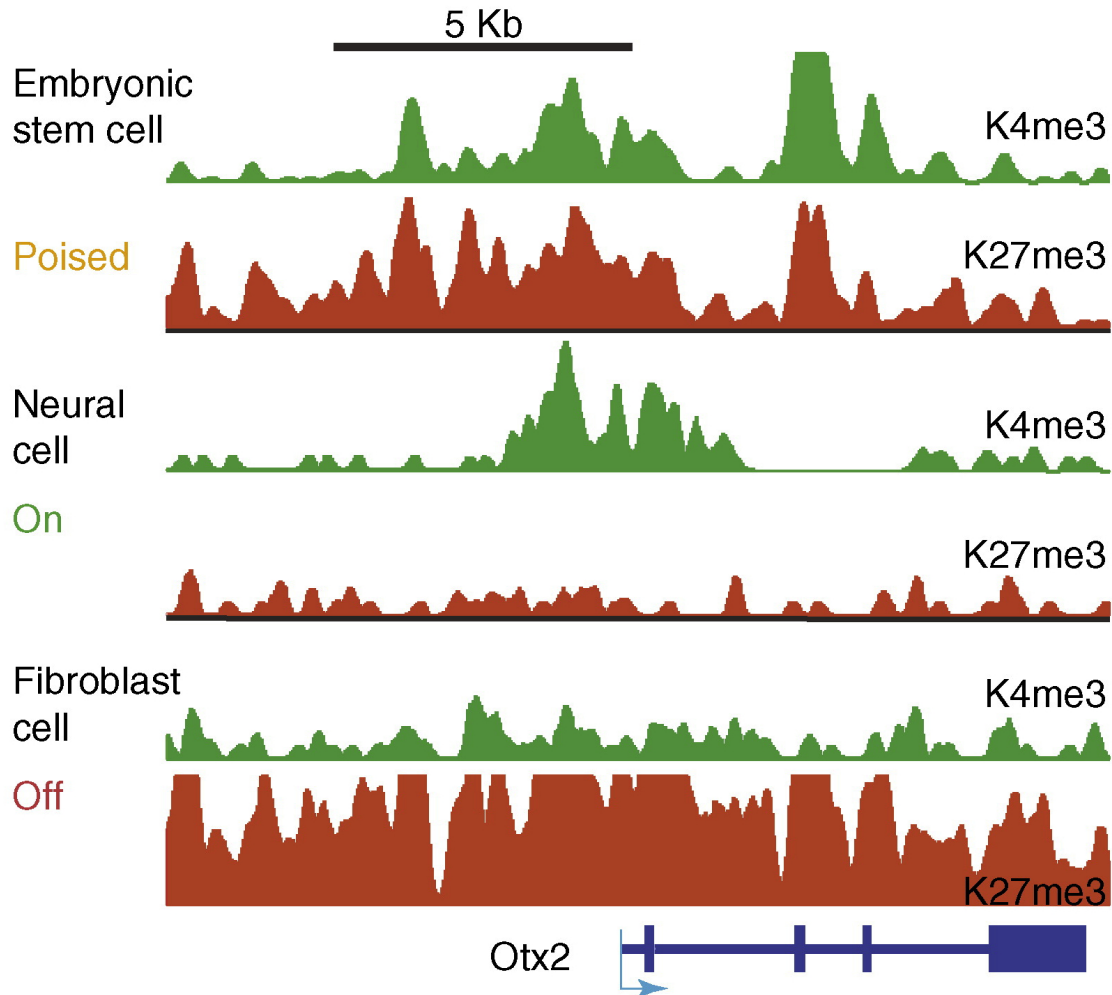 5 Kb
Embryonic
stem cell
K4me3
Poised
K27me3
Neural
cell
K4me3
On
K27me3
Fibroblast
cell
K4me3
Off
K27me3
Otx2